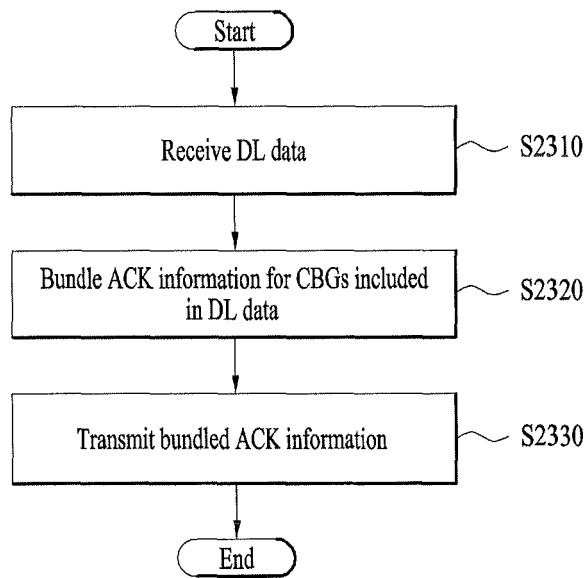 Start
Receive DL data
S2310
Bundle ACK information for CBGs included
in DL data
S2320
Transmit bundled ACK information
S2330
End